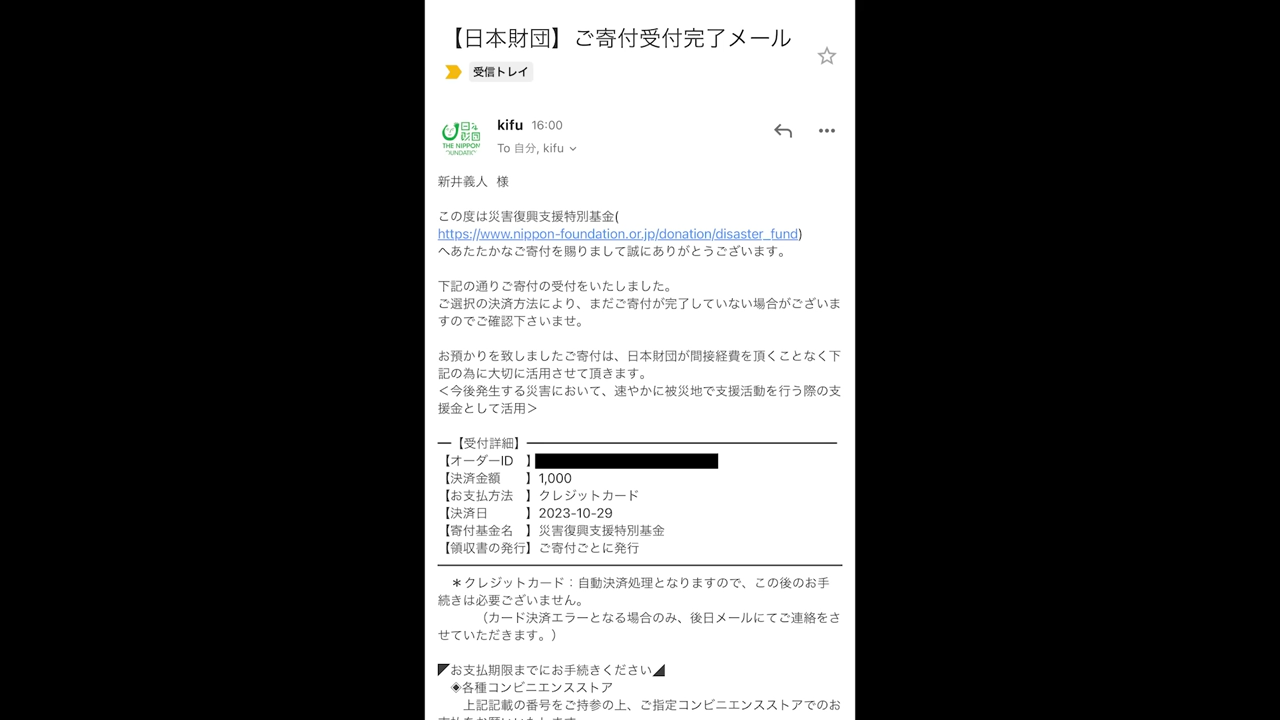 【日本財団】ご寄付受付完了メール
受信トレイ
日本財団
THE NIPPON
FOUNDATION
kifu 16:00
To 自分, kifu
新井義人 様
この度は災害復興支援特別基金(
https://www.nippon-foundation.or.jp/donation/disaster_fund)
へあたたかなご寄付を賜りまして誠にありがとうございます。
下記の通りご寄付の受付をいたしました。
ご選択の決済方法により、まだご寄付が完了していない場合がございま
すのでご確認下さいませ。
お預かりを致しましたご寄付は、日本財団が間接経費を頂くことなく下
記の為に大切に活用させて頂きます。
＜今後発生する災害において、速やかに被災地で支援活動を行う際の支
援金として活用＞
━【受付詳細】━━━━━━━━━━━━━━━━━━━━━━━━━
【オーダーID 】
【決済金額 】1,000
【お支払方法 】クレジットカード
【決済日 】2023-10-29
【寄付基金名 】災害復興支援特別基金
【領収書の発行】ご寄付ごとに発行
＊クレジットカード：自動決済処理となりますので、この後のお手
続きは必要ございません。
（カード決済エラーとなる場合のみ、後日メールにてご連絡をさ
せていただきます。）
◤お支払期限までにお手続きください◢
◈各種コンビニエンスストア
上記記載の番号をご持参の上、ご指定コンビニエンスストアでのお